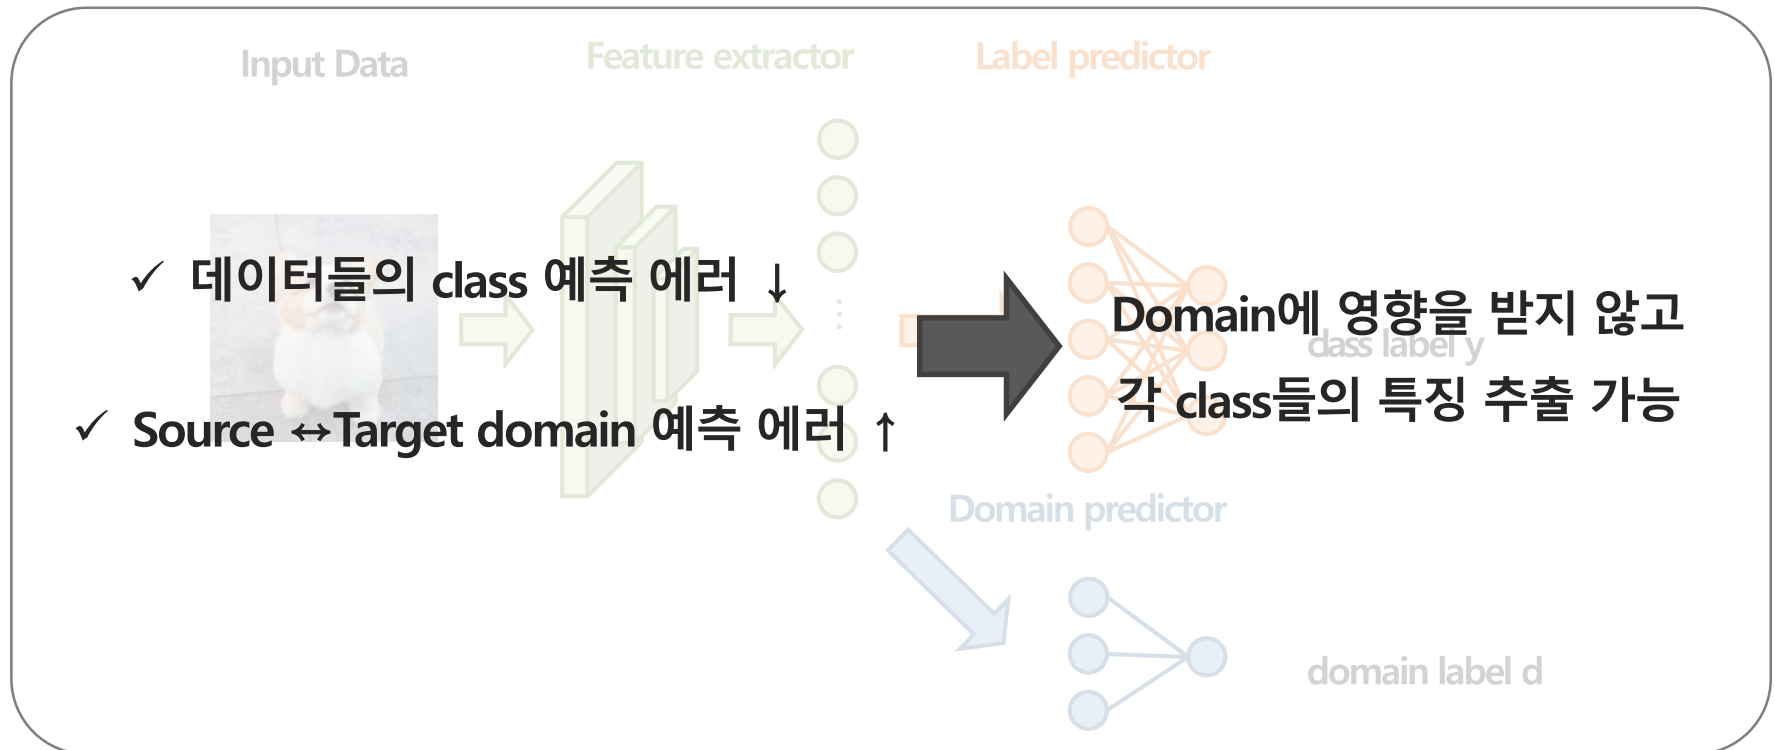 Input Data
Feature extractor
Label predictor
✓ 데이터들의 class 예측 에러 ↓
✓ Source ↔Target domain 예측 에러 ↑
Domain에 영향을 받지 않고
class label y
각 class들의 특징 추출 가능
Domain predictor
domain label d